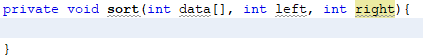 private void sort(int data[], int left, int right){
}